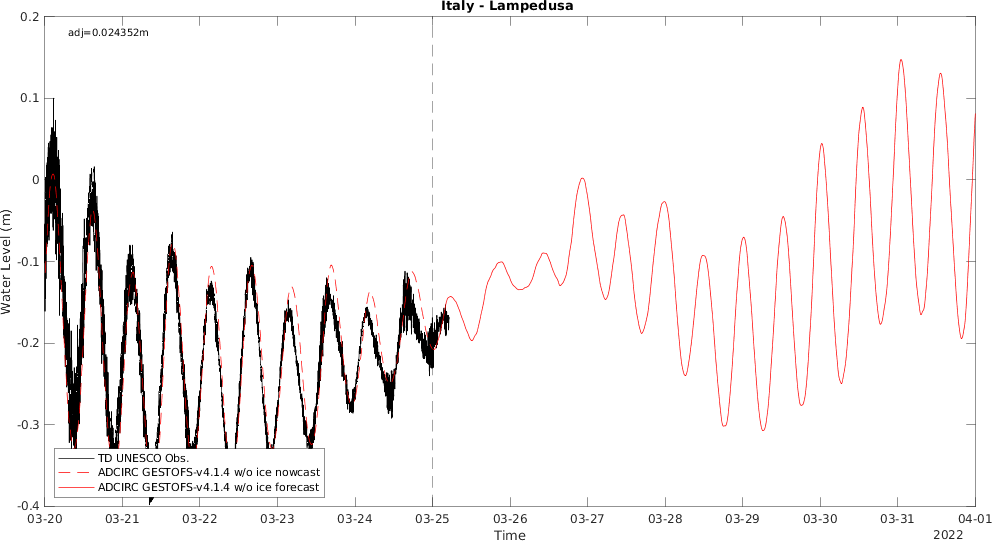 Italy - Lampedusa
adj=0.024352m
0.2
0.1
0
-0.1
-0.2
-0.3
-0.4
Water Level (m)
TD UNESCO Obs.
ADCIRC GESTOFS-v4.1.4 w/o ice nowcast
ADCIRC GESTOFS-v4.1.4 w/o ice forecast
03-20 03-21 03-22 03-23 03-24 03-25 03-26 03-27 03-28 03-29 03-30 03-31 04-01
Time
2022